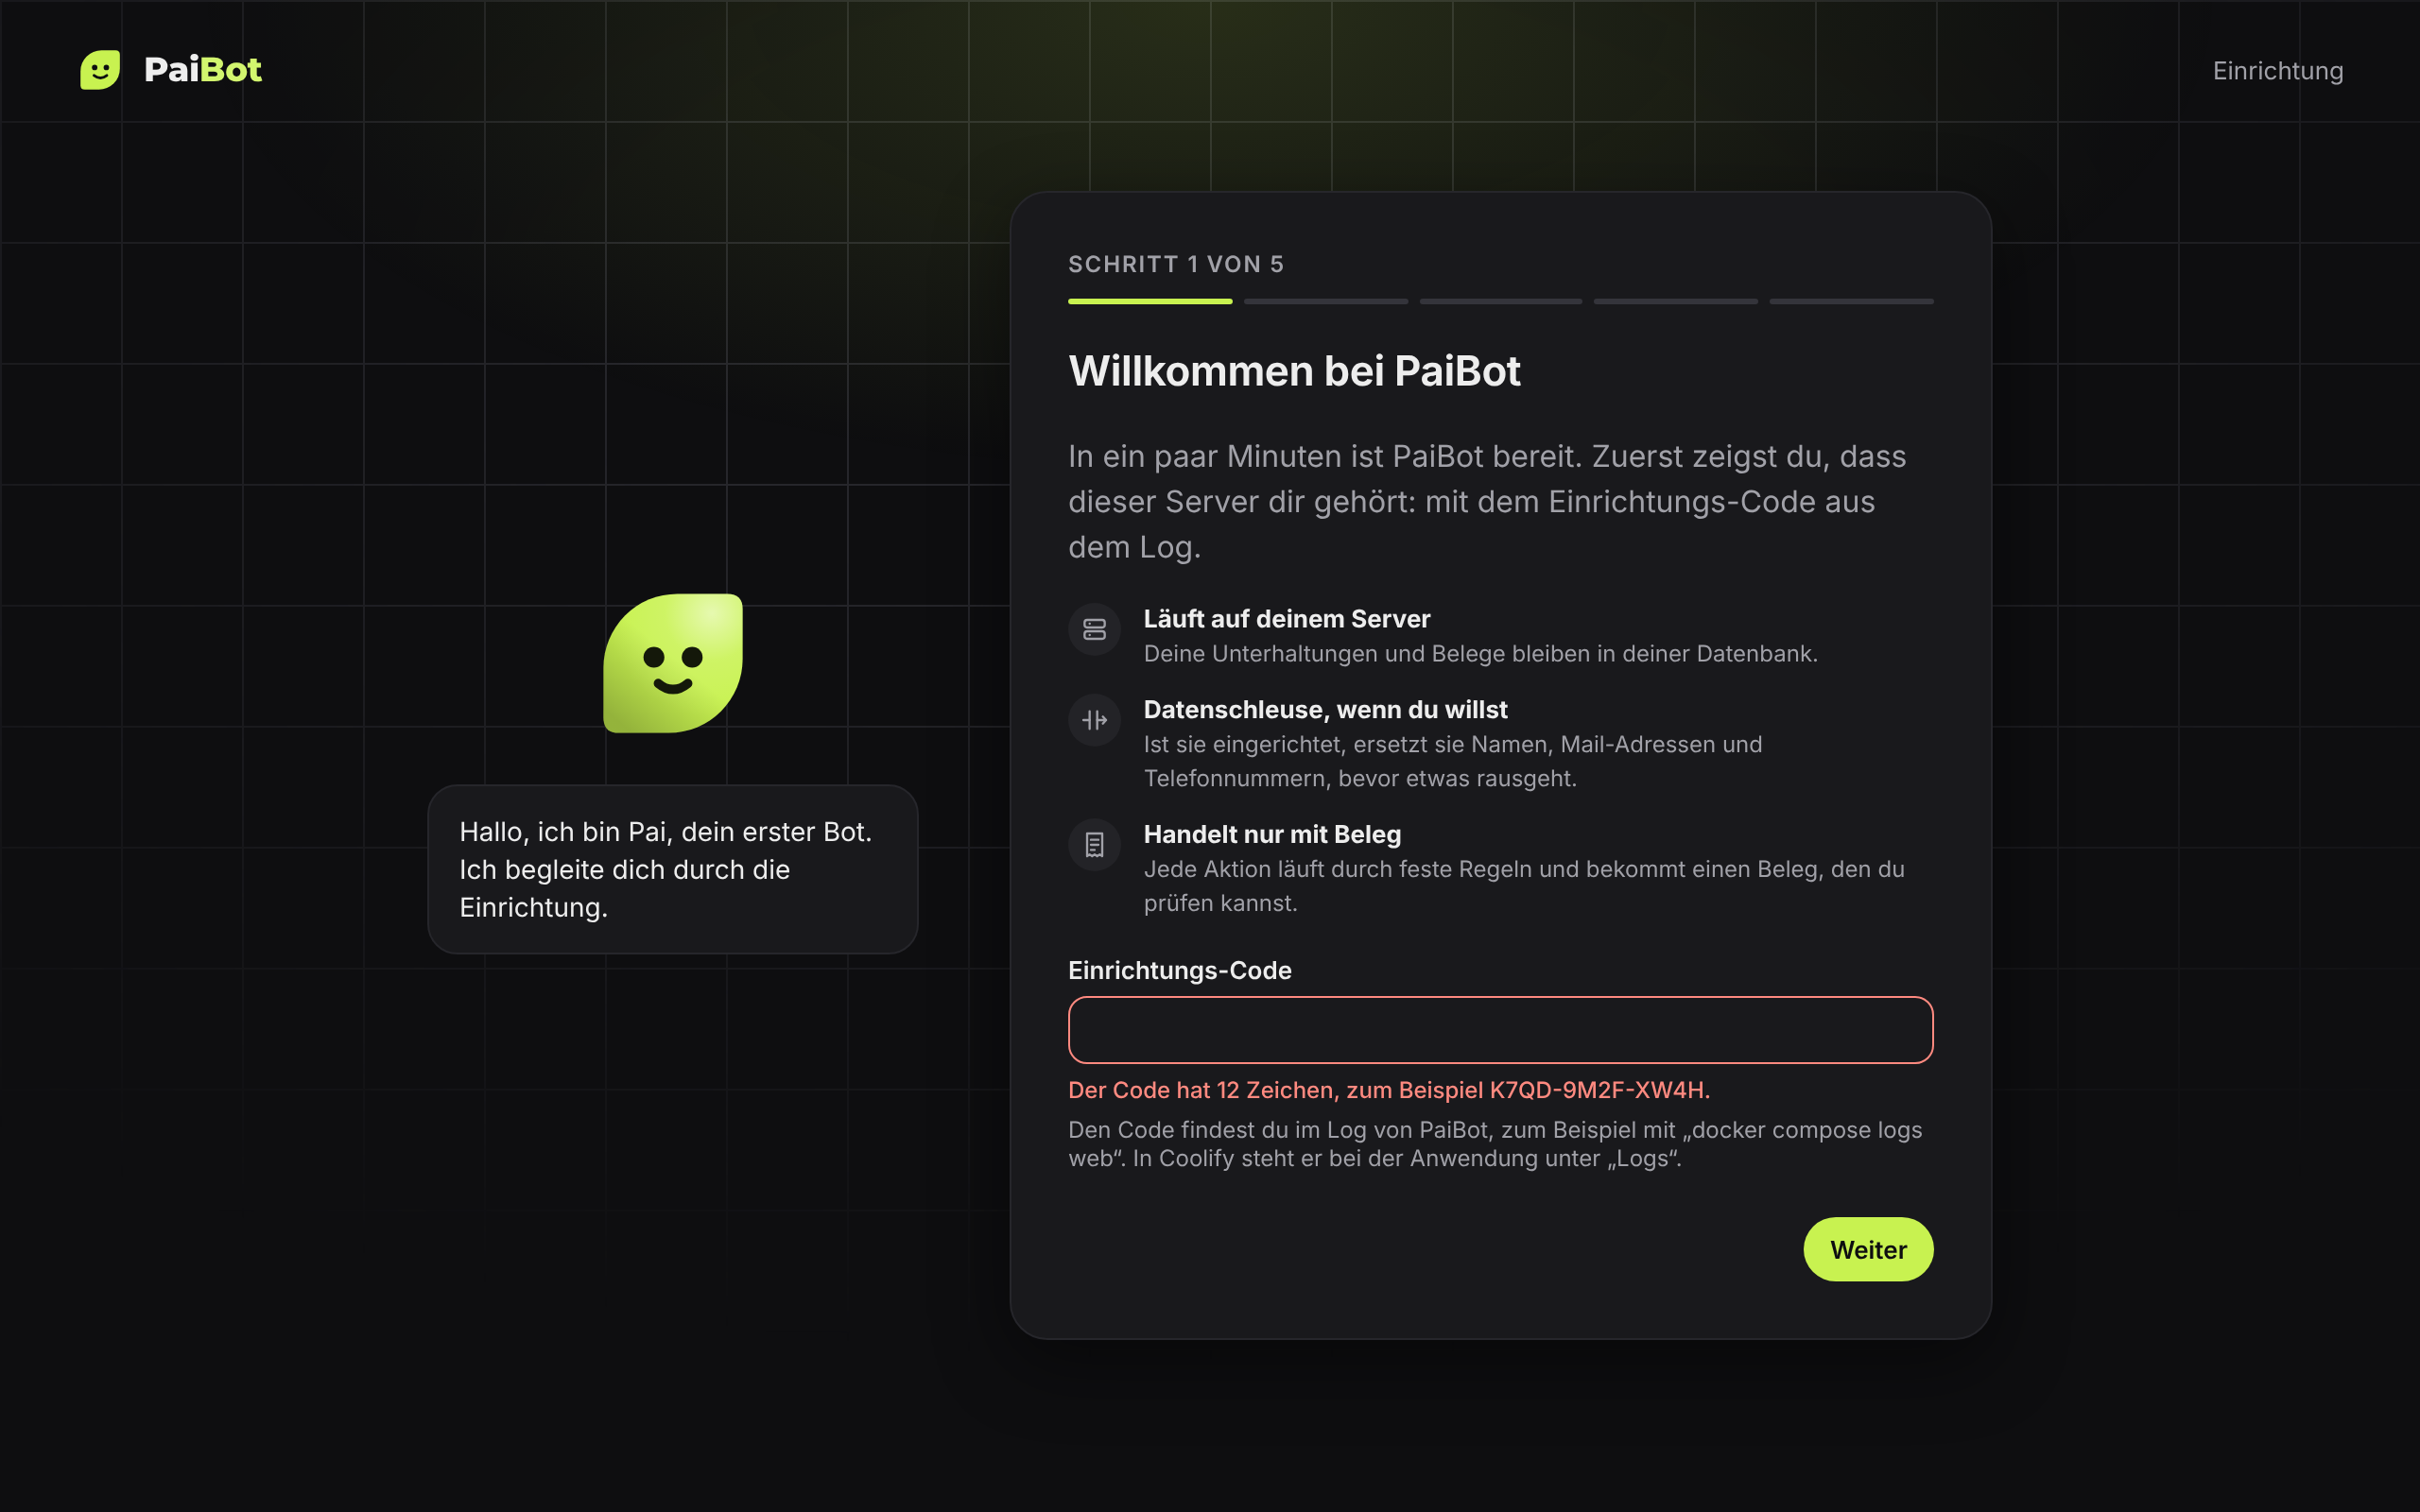 PaiBot
Einrichtung
SCHRITT 1 VON 5
Willkommen bei PaiBot
In ein paar Minuten ist PaiBot bereit. Zuerst zeigst du, dass
dieser Server dir gehört: mit dem Einrichtungs-Code aus
dem Log.
Läuft auf deinem Server
Deine Unterhaltungen und Belege bleiben in deiner Datenbank.
Datenschleuse, wenn du willst
Ist sie eingerichtet, ersetzt sie Namen, Mail-Adressen und
Telefonnummern, bevor etwas rausgeht.
Handelt nur mit Beleg
Jede Aktion läuft durch feste Regeln und bekommt einen Beleg, den du
prüfen kannst.
Hallo, ich bin Pai, dein erster Bot.
Ich begleite dich durch die
Einrichtung.
Einrichtungs-Code
Der Code hat 12 Zeichen, zum Beispiel K7QD-9M2F-XW4H.
Den Code findest du im Log von PaiBot, zum Beispiel mit „docker compose logs
web“. In Coolify steht er bei der Anwendung unter „Logs“.
Weiter